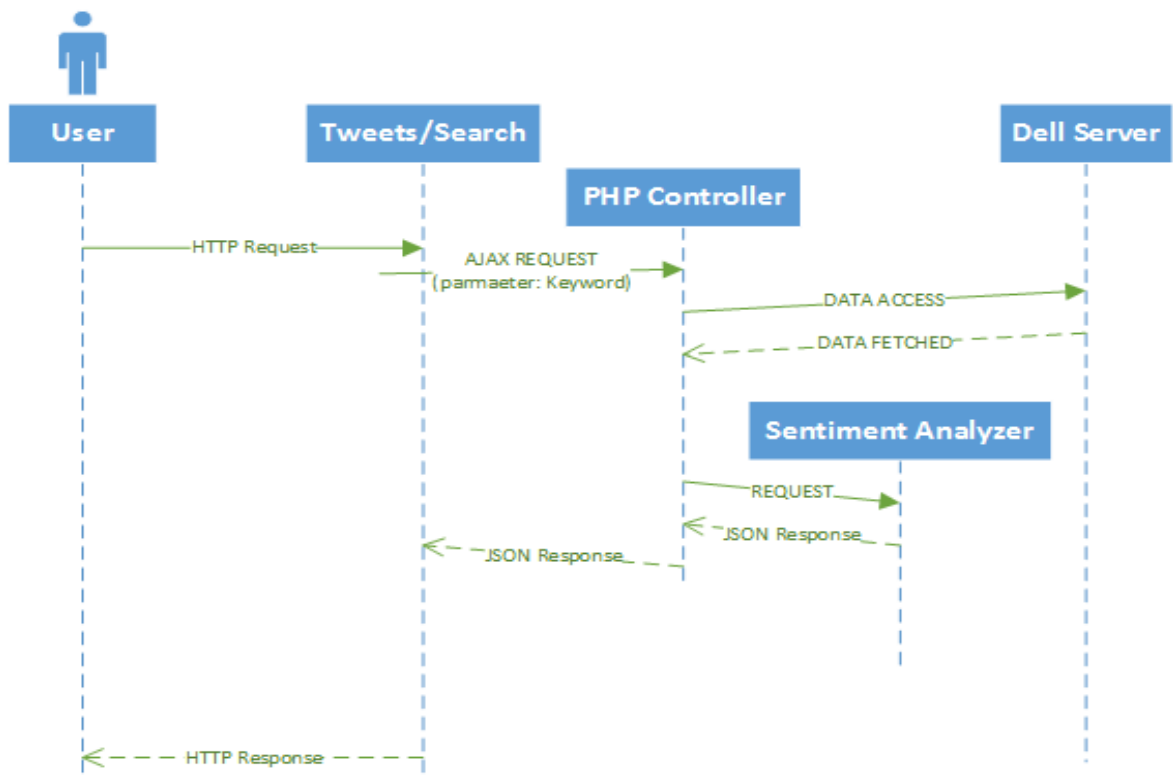 User
Tweets/Search
Dell Server
PHP Controller
HTTP Request
AJAX REQUEST
(parmaeter: Keyword)
DATA ACCESS
DATA FETCHED
Sentiment Analyzer
REQUEST
JSON Response
JSON Response
HTTP Response